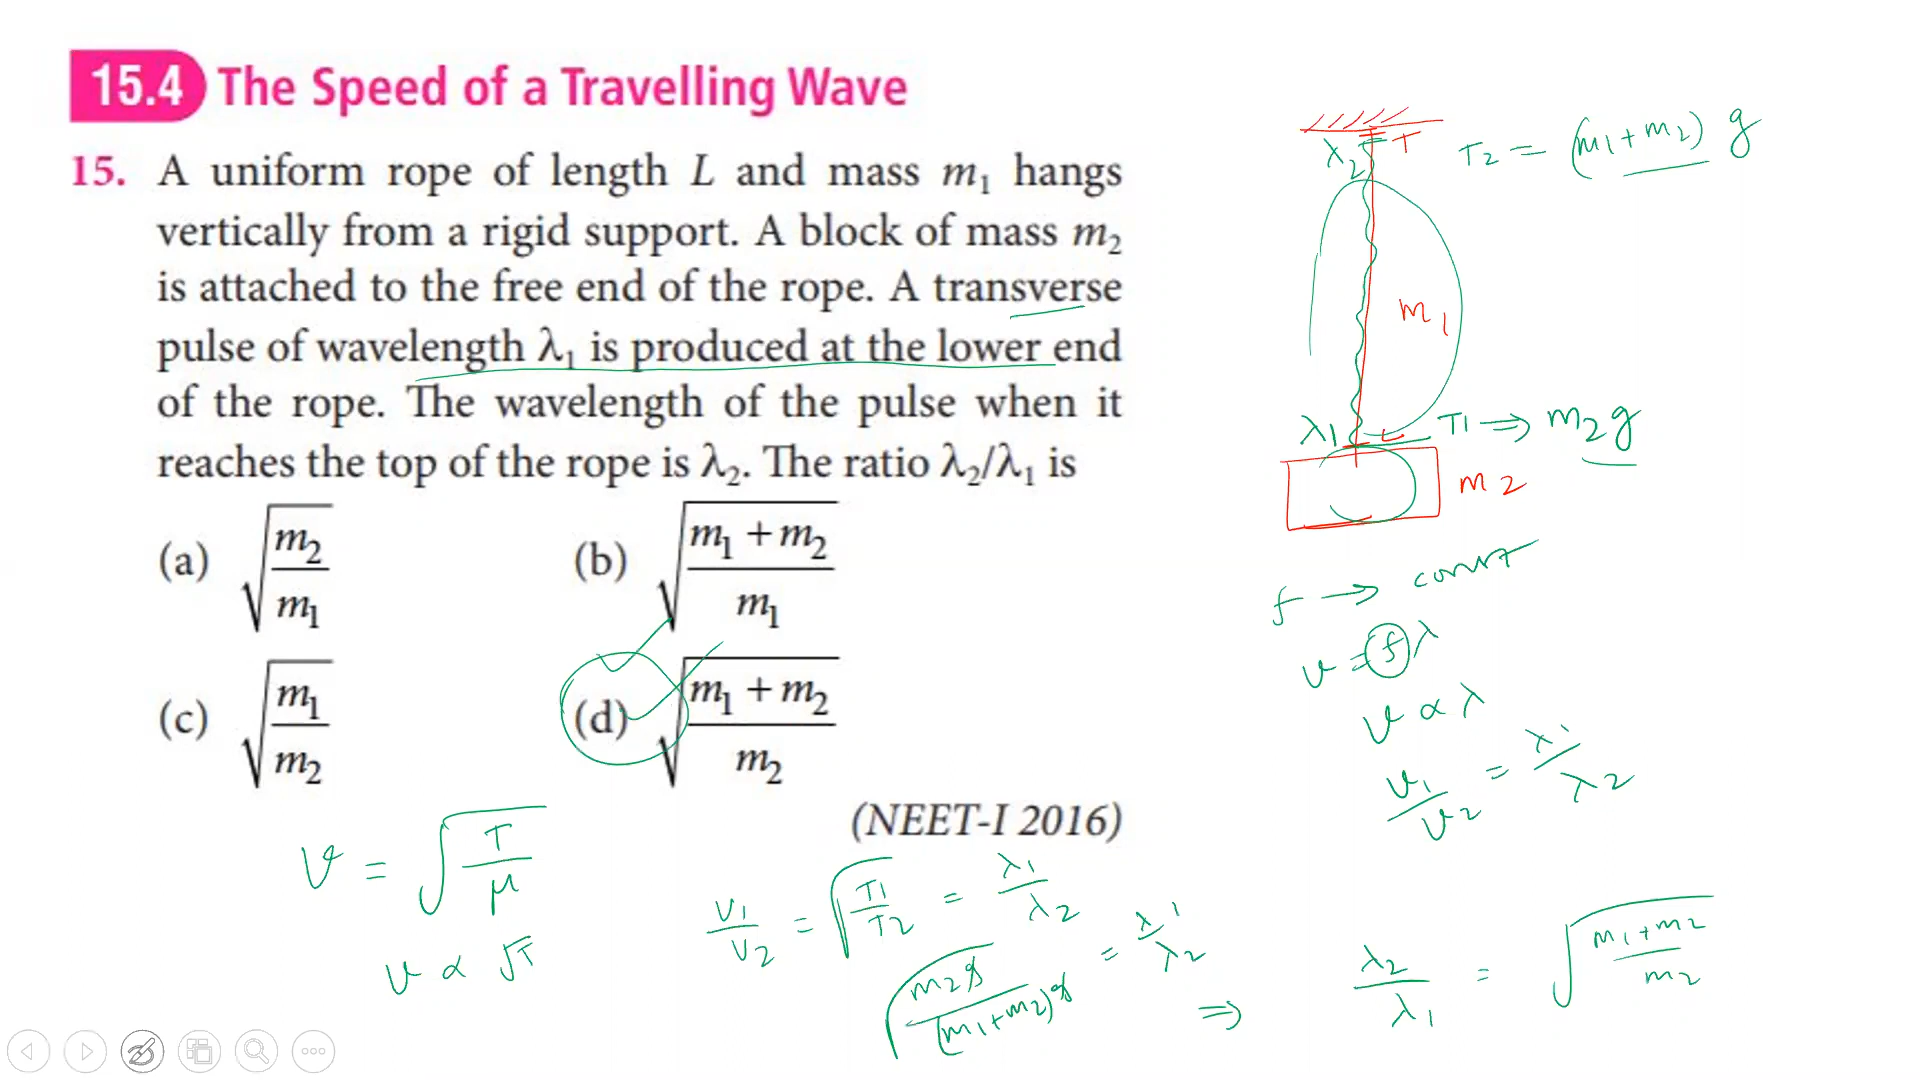 15.4 The Speed of a Travelling Wave
15. A uniform rope of length L and mass m₁ hangs
vertically from a rigid support. A block of mass m₂
is attached to the free end of the rope. A transverse
pulse of wavelength λ₁ is produced at the lower end
of the rope. The wavelength of the pulse when it
reaches the top of the rope is λ₂. The ratio λ₂/λ₁ is
(a) √(m₂/m₁) (b) √((m₁ + m₂)/m₁)
(c) √(m₁/m₂) (d) √((m₁ + m₂)/m₂)
(NEET-I 2016)
λ₂ T T₂ = (m₁+m₂) g
m₁
λ₁ T₁ ⇒ m₂g
m₂
f → const
v = fλ
v ∝ λ
v₁/v₂ = λ₁/λ₂
v = √(T/μ)
v ∝ √T
v₁/v₂ = √(T₁/T₂) = λ₁/λ₂
√(m₂g/(m₁+m₂)g) = λ₁/λ₂
⇒ λ₂/λ₁ = √((m₁+m₂)/m₂)